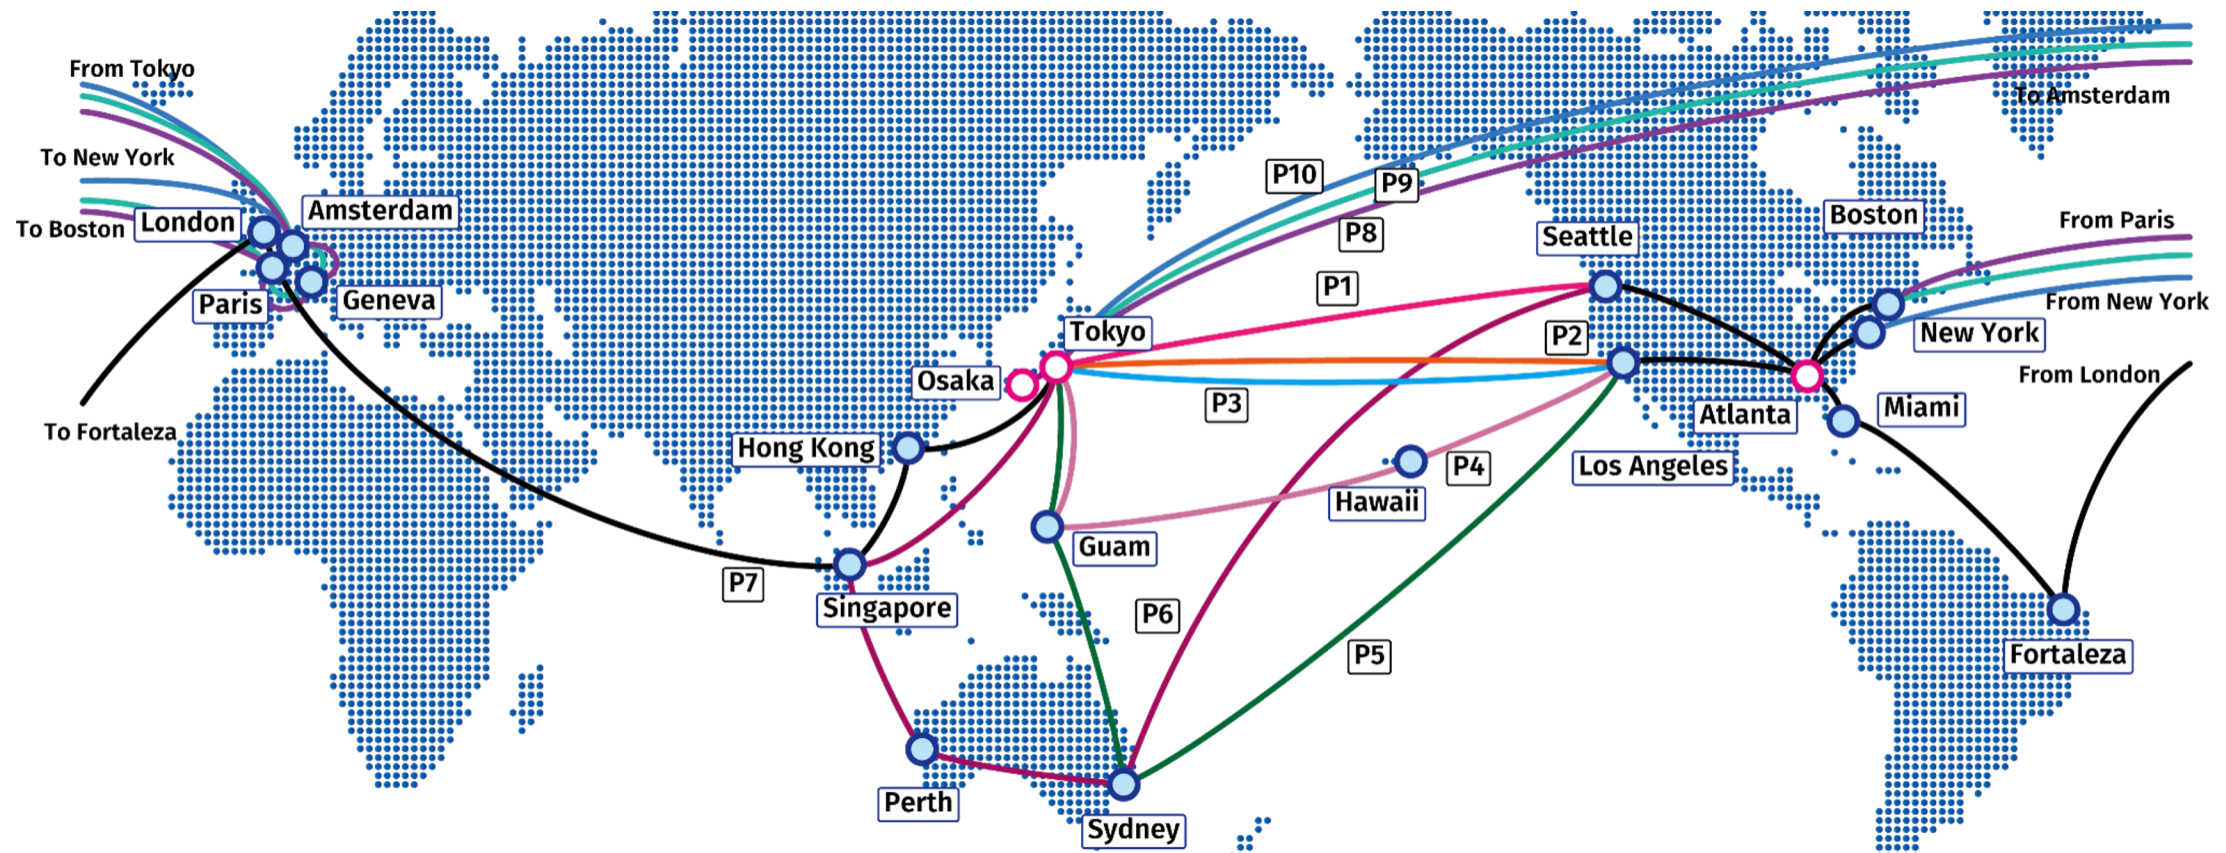 From Tokyo
To Amsterdam
To New York
P10
P9
London
Amsterdam
Boston
From Paris
To Boston
P8
Seattle
Paris
Geneva
P1
From New York
Tokyo
P2
New York
Osaka
From London
P3
Atlanta
Miami
To Fortaleza
Hong Kong
P4
Los Angeles
Hawaii
Guam
P7
Singapore
P6
P5
Fortaleza
Perth
Sydney